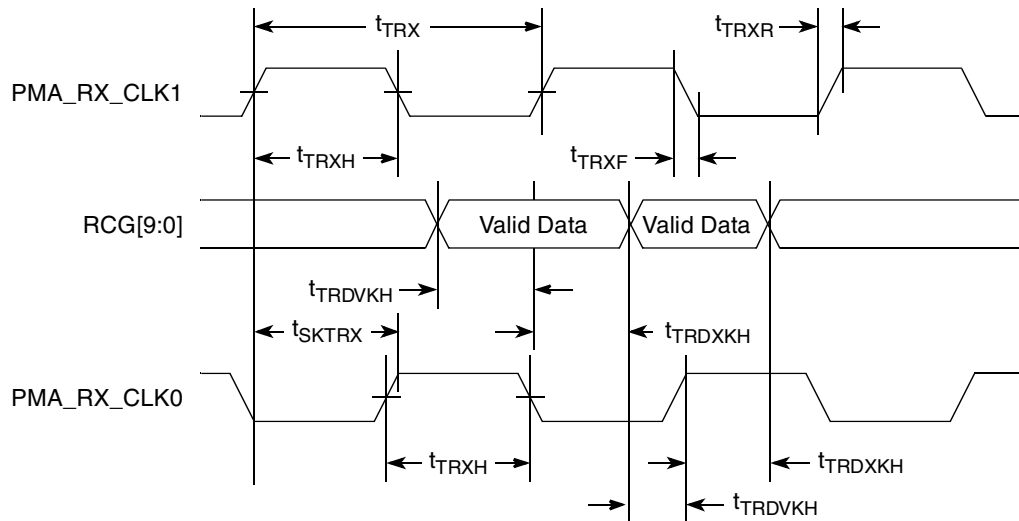 tTRX
tTRXR
PMA_RX_CLK1
tTRXH
tTRXF
RCG[9:0]
Valid Data
Valid Data
tTRDVKH
tSKTRX
tTRDXKH
PMA_RX_CLK0
tTRXH
tTRDXKH
tTRDVKH